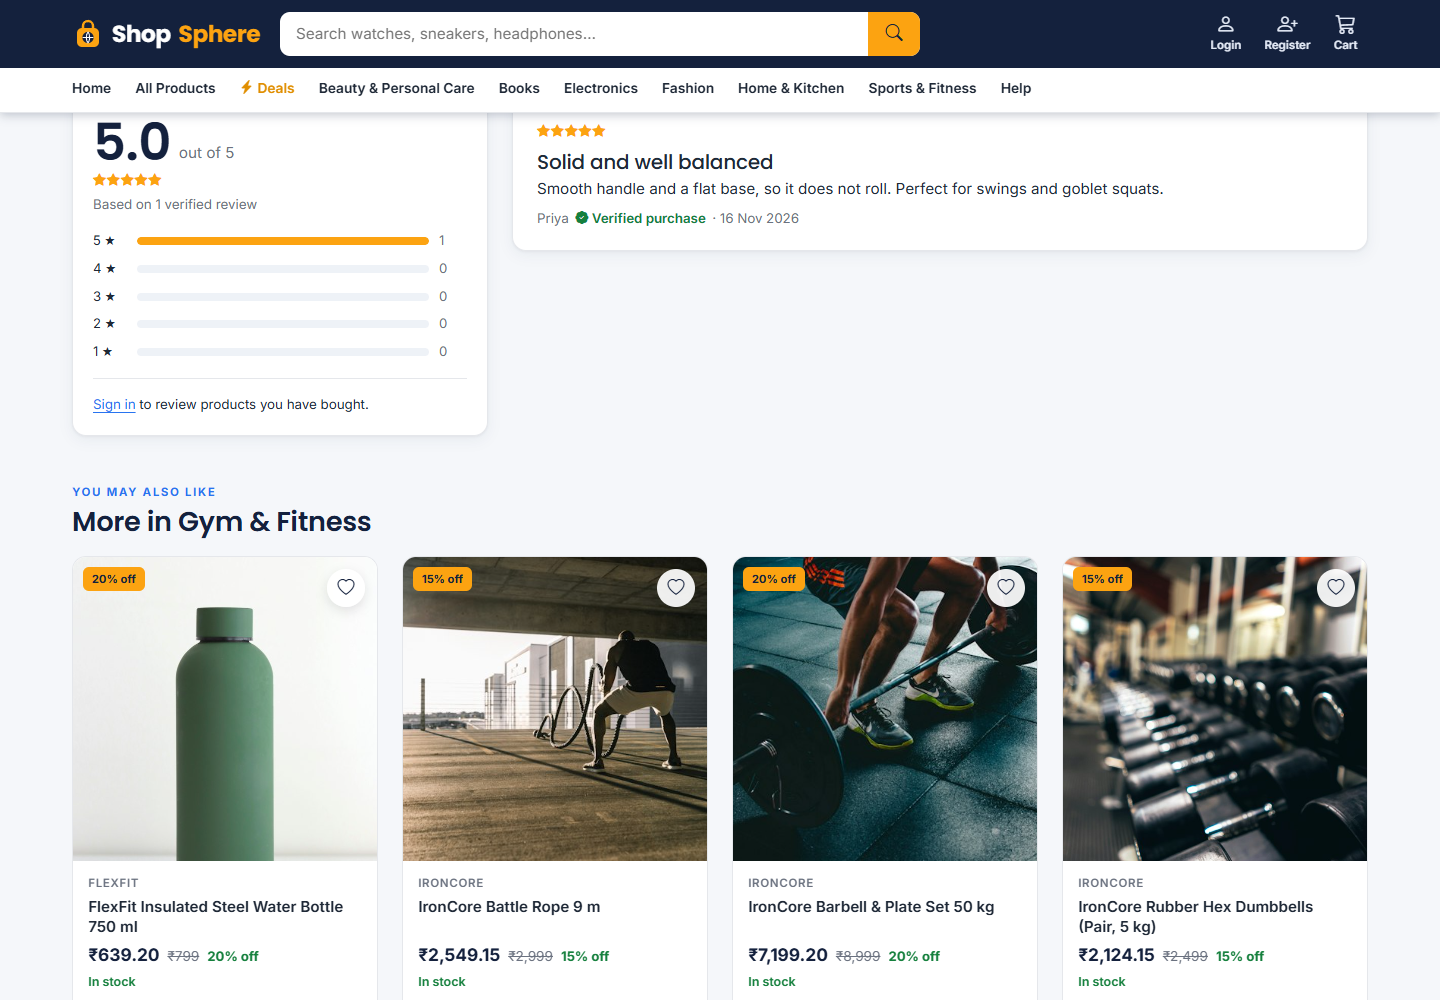 Shop Sphere
Search watches, sneakers, headphones...
Login
Register
Cart
Home
All Products
Deals
Beauty & Personal Care
Books
Electronics
Fashion
Home & Kitchen
Sports & Fitness
Help
5.0 out of 5
Based on 1 verified review
5 ★ 1
4 ★ 0
3 ★ 0
2 ★ 0
1 ★ 0
Sign in to review products you have bought.
Solid and well balanced
Smooth handle and a flat base, so it does not roll. Perfect for swings and goblet squats.
Priya Verified purchase · 16 Nov 2026
YOU MAY ALSO LIKE
More in Gym & Fitness
20% off
FLEXFIT
FlexFit Insulated Steel Water Bottle
750 ml
₹639.20 ₹799 20% off
In stock
15% off
IRONCORE
IronCore Battle Rope 9 m
₹2,549.15 ₹2,999 15% off
In stock
20% off
IRONCORE
IronCore Barbell & Plate Set 50 kg
₹7,199.20 ₹8,999 20% off
In stock
15% off
IRONCORE
IronCore Rubber Hex Dumbbells
(Pair, 5 kg)
₹2,124.15 ₹2,499 15% off
In stock